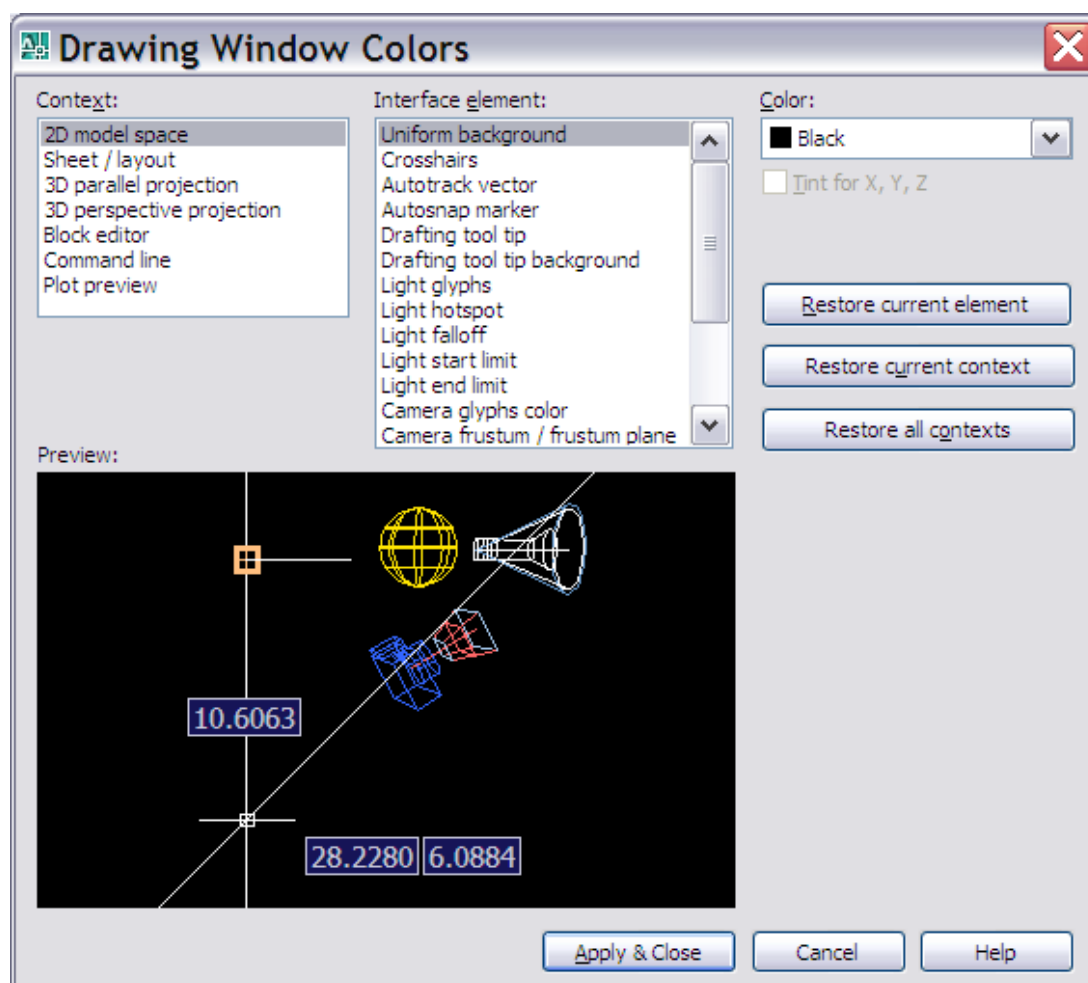 Drawing Window Colors
Context:
2D model space
Sheet / layout
3D parallel projection
3D perspective projection
Block editor
Command line
Plot preview
Interface element:
Uniform background
Crosshairs
Autotrack vector
Autosnap marker
Drafting tool tip
Drafting tool tip background
Light glyphs
Light hotspot
Light falloff
Light start limit
Light end limit
Camera glyphs color
Camera frustum / frustum plane
Color:
Black
Tint for X, Y, Z
Restore current element
Restore current context
Restore all contexts
Preview:
10.6063
28.2280 6.0884
Apply & Close
Cancel
Help